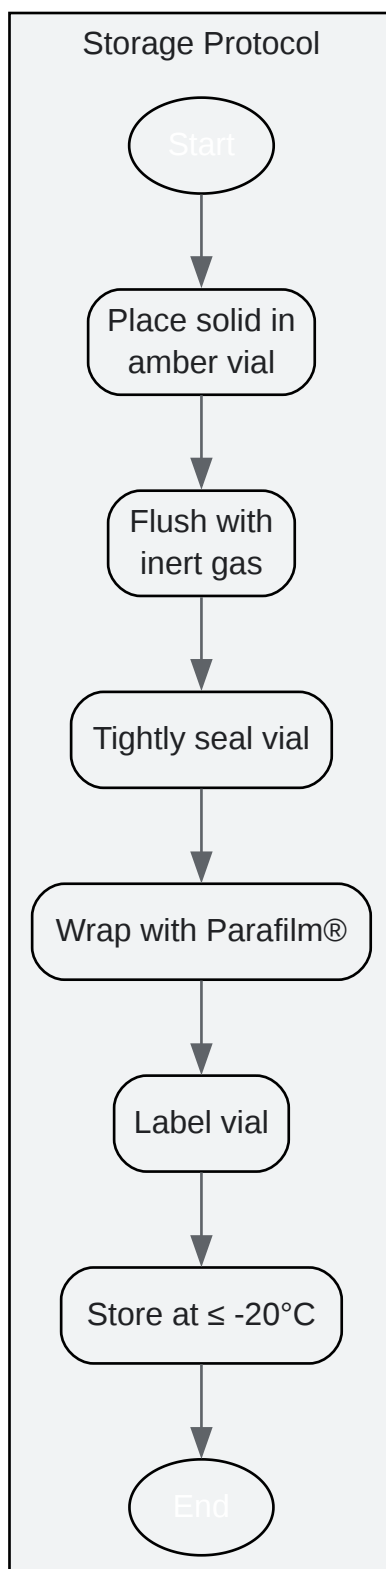 Storage Protocol
Start
Place solid in
amber vial
Flush with
inert gas
Tightly seal vial
Wrap with Parafilm®
Label vial
Store at ≤ -20°C
End